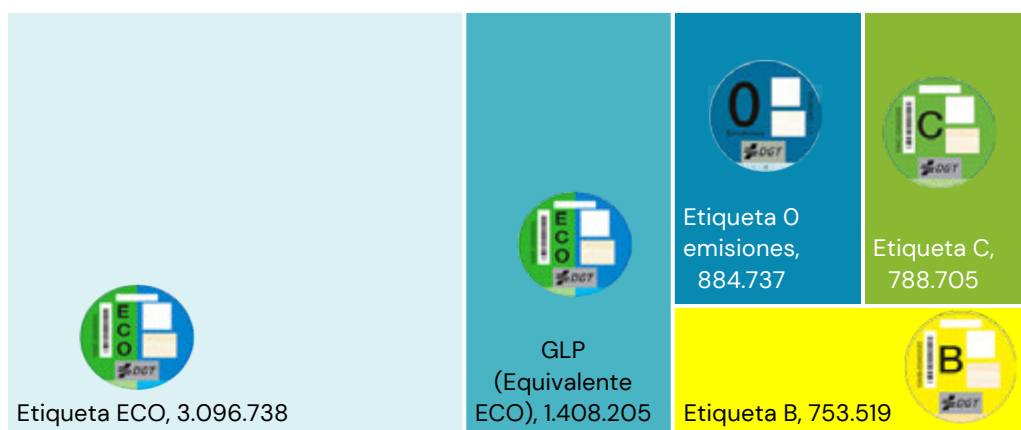 ECO
DGT
Etiqueta ECO, 3.096.738
ECO
DGT
GLP
(Equivalente
ECO), 1.408.205
0
DGT
Etiqueta 0
emisiones,
884.737
C
DGT
Etiqueta C,
788.705
B
DGT
Etiqueta B, 753.519